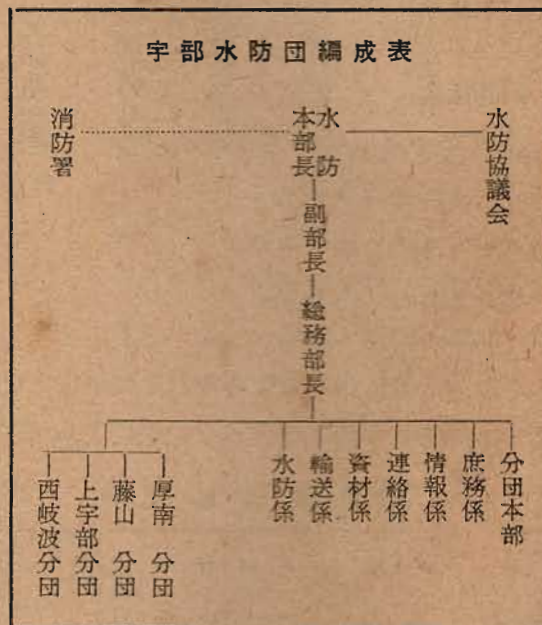 宇部水防団編成表
水防協議会
水防
本部長
副部長
総務部長
消防署
分団本部
庶務係
情報係
連絡係
資材係
輸送係
水防係
厚南 分団
藤山 分団
上宇部分団
西岐波分団